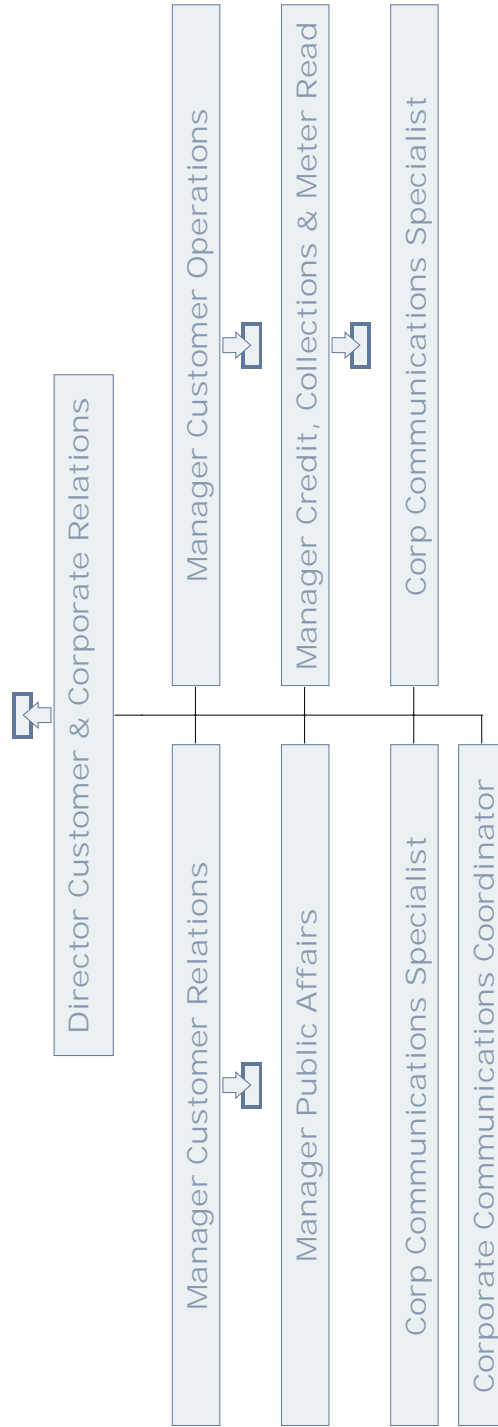 Director Customer & Corporate Relations
Manager Customer Relations
Manager Customer Operations
Manager Public Affairs
Manager Credit, Collections & Meter Read
Corp Communications Specialist
Corp Communications Specialist
Corporate Communications Coordinator